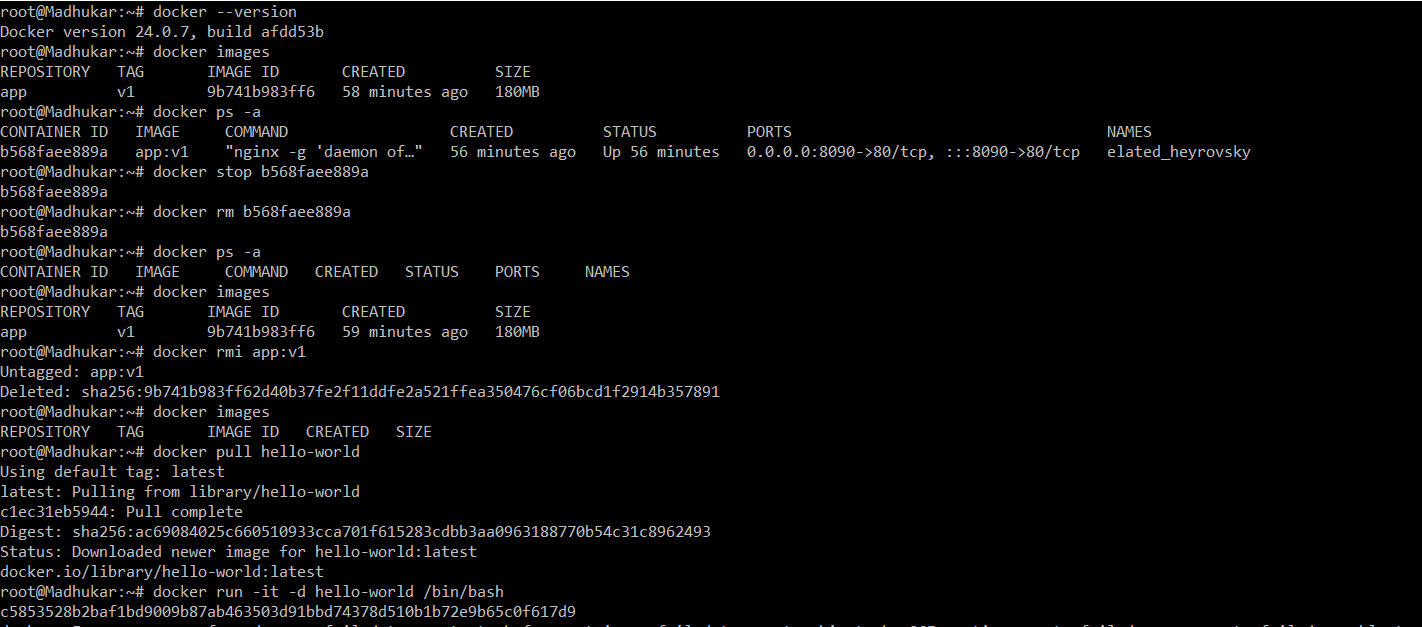 root@Madhukar:~# docker --version
Docker version 24.0.7, build afdd53b
root@Madhukar:~# docker images
REPOSITORY   TAG       IMAGE ID       CREATED          SIZE
app          v1        9b741b983ff6   58 minutes ago   180MB
root@Madhukar:~# docker ps -a
CONTAINER ID   IMAGE     COMMAND                  CREATED          STATUS          PORTS                                   NAMES
b568faee889a   app:v1    "nginx -g 'daemon of…"   56 minutes ago   Up 56 minutes   0.0.0.0:8090->80/tcp, :::8090->80/tcp   elated_heyrovsky
root@Madhukar:~# docker stop b568faee889a
b568faee889a
root@Madhukar:~# docker rm b568faee889a
b568faee889a
root@Madhukar:~# docker ps -a
CONTAINER ID   IMAGE     COMMAND   CREATED   STATUS    PORTS     NAMES
root@Madhukar:~# docker images
REPOSITORY   TAG       IMAGE ID       CREATED          SIZE
app          v1        9b741b983ff6   59 minutes ago   180MB
root@Madhukar:~# docker rmi app:v1
Untagged: app:v1
Deleted: sha256:9b741b983ff62d40b37fe2f11ddfe2a521ffea350476cf06bcd1f2914b357891
root@Madhukar:~# docker images
REPOSITORY   TAG       IMAGE ID   CREATED   SIZE
root@Madhukar:~# docker pull hello-world
Using default tag: latest
latest: Pulling from library/hello-world
c1ec31eb5944: Pull complete
Digest: sha256:ac69084025c660510933cca701f615283cdbb3aa0963188770b54c31c8962493
Status: Downloaded newer image for hello-world:latest
docker.io/library/hello-world:latest
root@Madhukar:~# docker run -it -d hello-world /bin/bash
c5853528b2baf1bd9009b87ab463503d91bbd74378d510b1b72e9b65c0f617d9